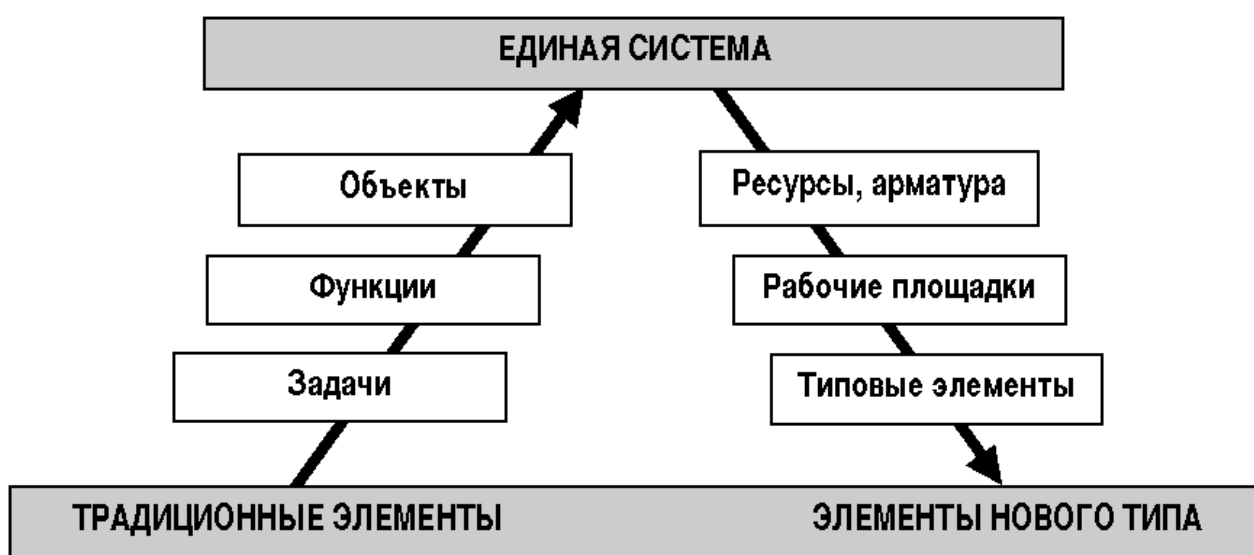 ЕДИНАЯ СИСТЕМА
Объекты
Ресурсы, арматура
Функции
Рабочие площадки
Задачи
Типовые элементы
ТРАДИЦИОННЫЕ ЭЛЕМЕНТЫ
ЭЛЕМЕНТЫ НОВОГО ТИПА